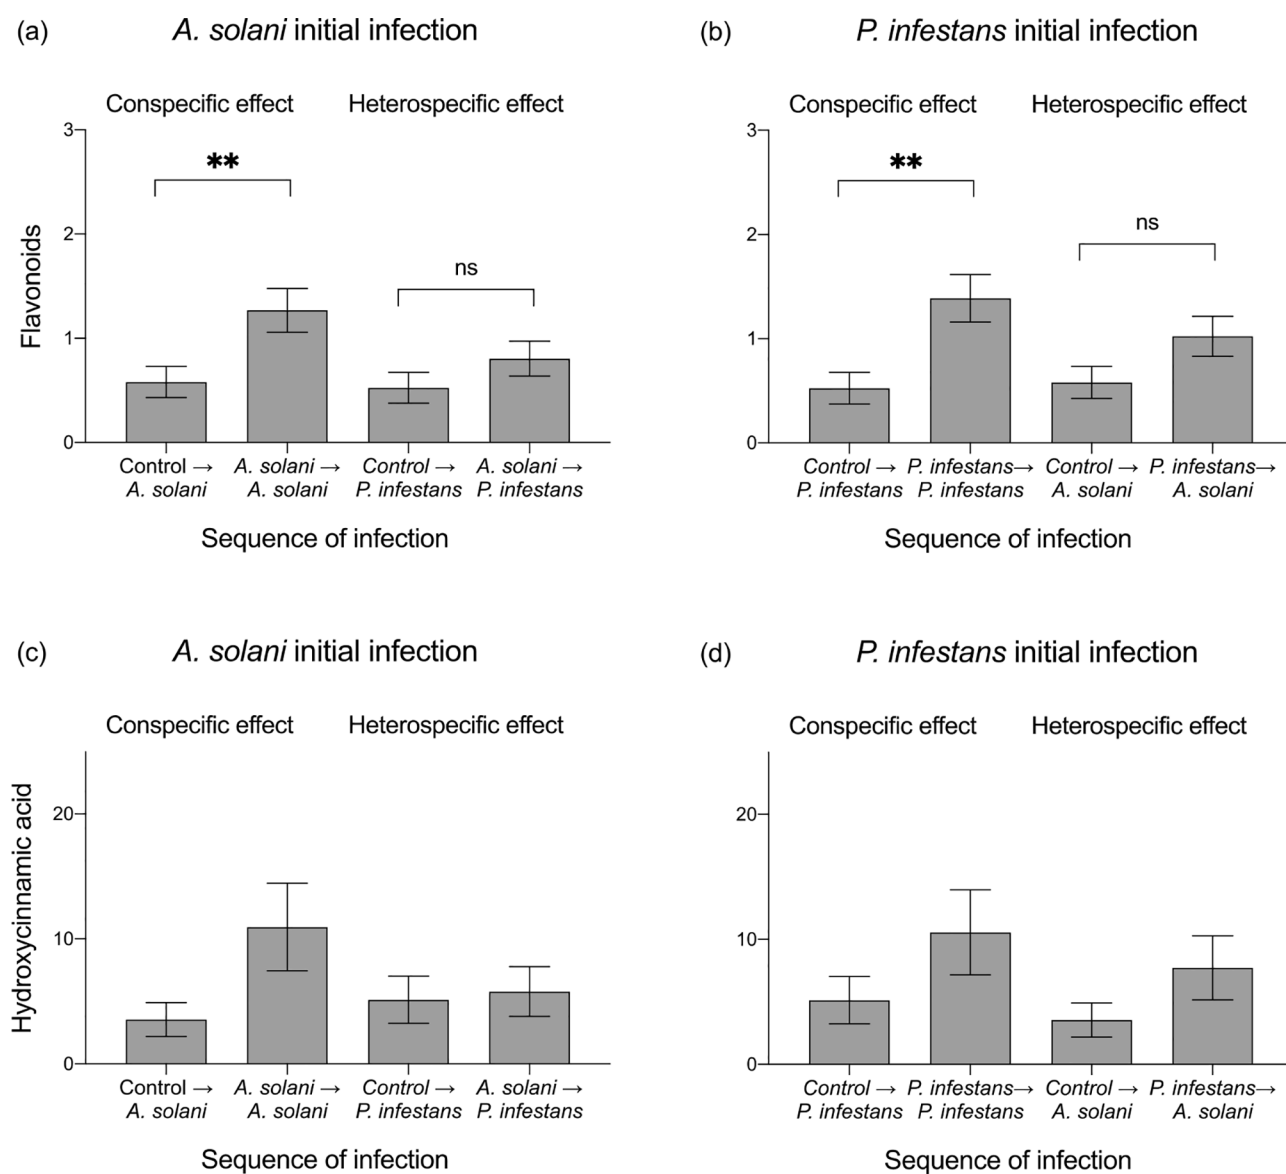 (a) A. solani initial infection
Conspecific effect Heterospecific effect
3
2
1
0
Flavonoids
**
ns
Control → A. solani → Control → A. solani →
A. solani A. solani P. infestans P. infestans
Sequence of infection
(b) P. infestans initial infection
Conspecific effect Heterospecific effect
3
2
1
0
**
ns
Control → P. infestans→ Control → P. infestans→
P. infestans P. infestans A. solani A. solani
Sequence of infection
(c) A. solani initial infection
Conspecific effect Heterospecific effect
20
10
0
Hydroxycinnamic acid
Control → A. solani → Control → A. solani →
A. solani A. solani P. infestans P. infestans
Sequence of infection
(d) P. infestans initial infection
Conspecific effect Heterospecific effect
20
10
0
Control → P. infestans→ Control → P. infestans→
P. infestans P. infestans A. solani A. solani
Sequence of infection